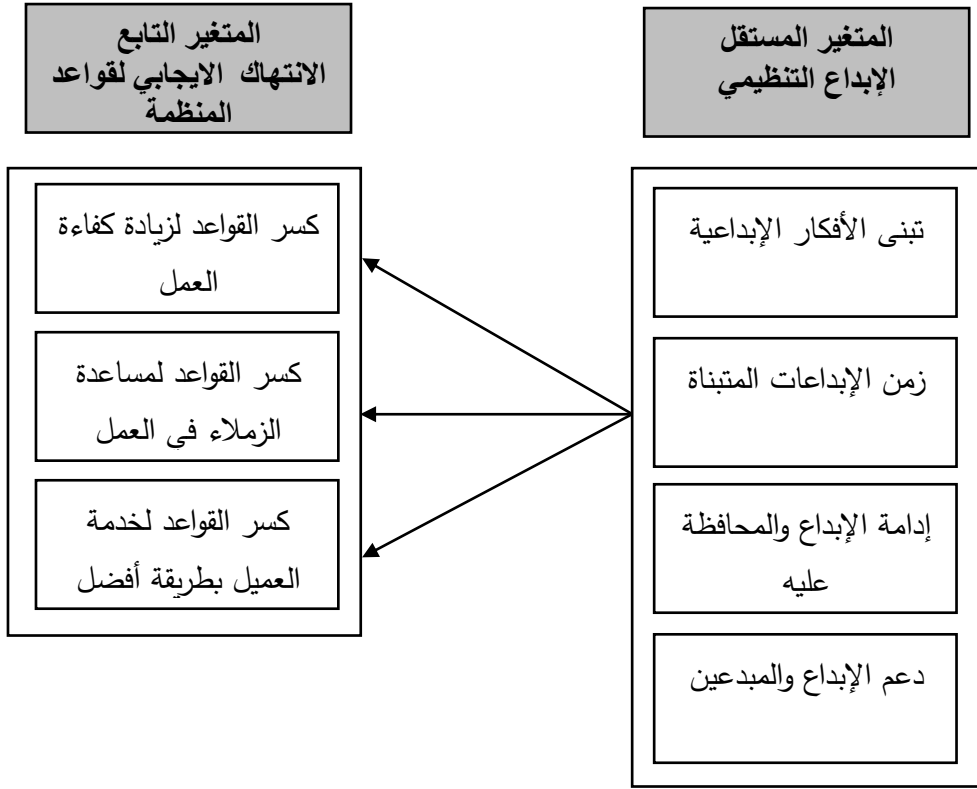 المتغير المستقل
الإبداع التنظيمي
تبنى الأفكار الإبداعية
زمن الإبداعات المتبناة
إدامة الإبداع والمحافظة
عليه
دعم الإبداع والمبدعين
المتغير التابع
الانتهاك الايجابي لقواعد
المنظمة
كسر القواعد لزيادة كفاءة
العمل
كسر القواعد لمساعدة
الزملاء في العمل
كسر القواعد لخدمة
العميل بطريقة أفضل